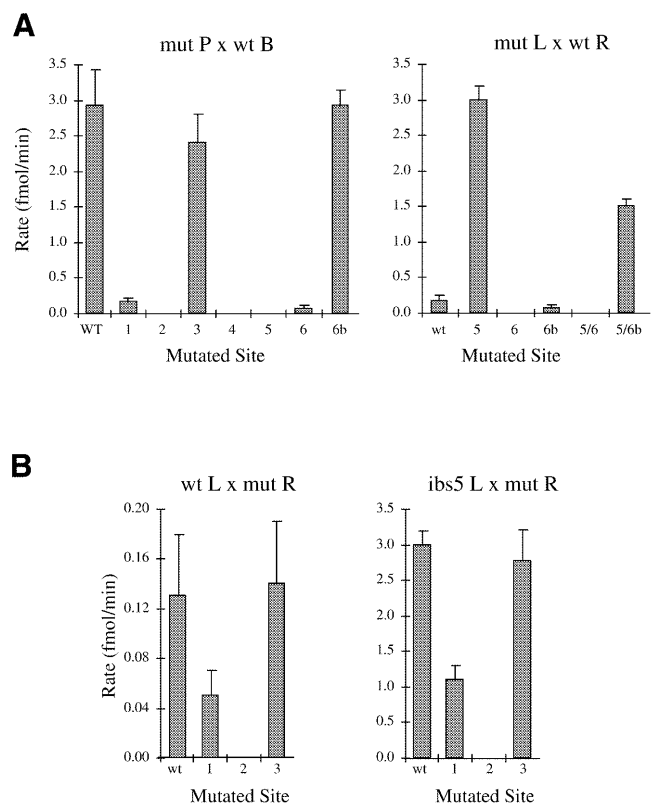 A
mut P x wt B
mut L x wt R
Rate (fmol/min)
3.5
3.0
2.5
2.0
1.5
1.0
0.5
0.0
WT 1 2 3 4 5 6 6b
Mutated Site
3.5
3.0
2.5
2.0
1.5
1.0
0.5
0.0
wt 5 6 6b 5/6 5/6b
Mutated Site
B
wt L x mut R
ibs5 L x mut R
Rate (fmol/min)
0.20
0.16
0.12
0.08
0.04
0.00
wt 1 2 3
Mutated Site
3.5
3.0
2.5
2.0
1.5
1.0
0.5
0.0
wt 1 2 3
Mutated Site